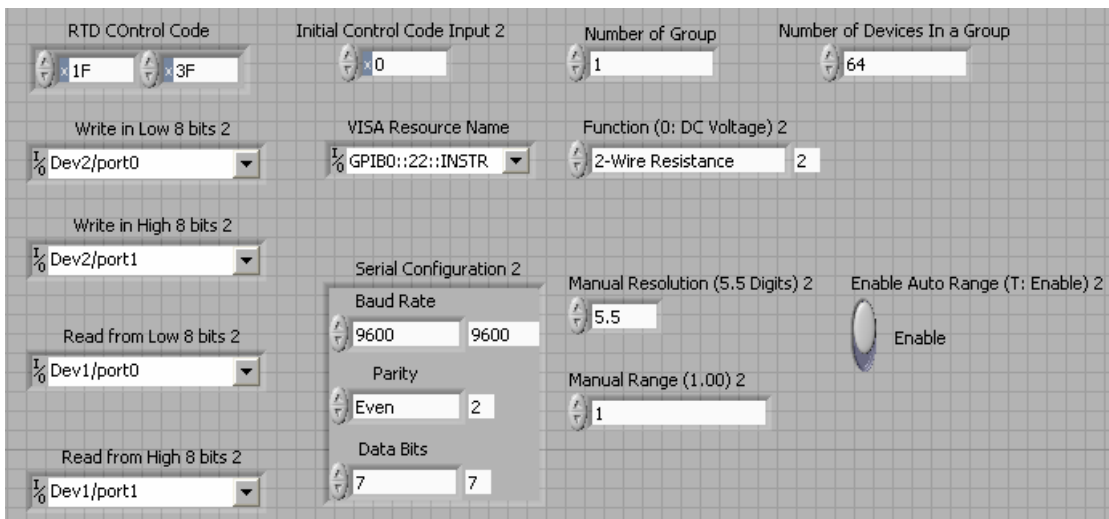 RTD COntrol Code
x 1F x 3F
Initial Control Code Input 2
x 0
Number of Group
1
Number of Devices In a Group
64
Write in Low 8 bits 2
I/O Dev2/port0
VISA Resource Name
I/O GPIB0::22::INSTR
Function (0: DC Voltage) 2
2-Wire Resistance 2
Write in High 8 bits 2
I/O Dev2/port1
Read from Low 8 bits 2
I/O Dev1/port0
Read from High 8 bits 2
I/O Dev1/port1
Serial Configuration 2
Baud Rate
9600 9600
Parity
Even 2
Data Bits
7 7
Manual Resolution (5.5 Digits) 2
5.5
Manual Range (1.00) 2
1
Enable Auto Range (T: Enable) 2
Enable